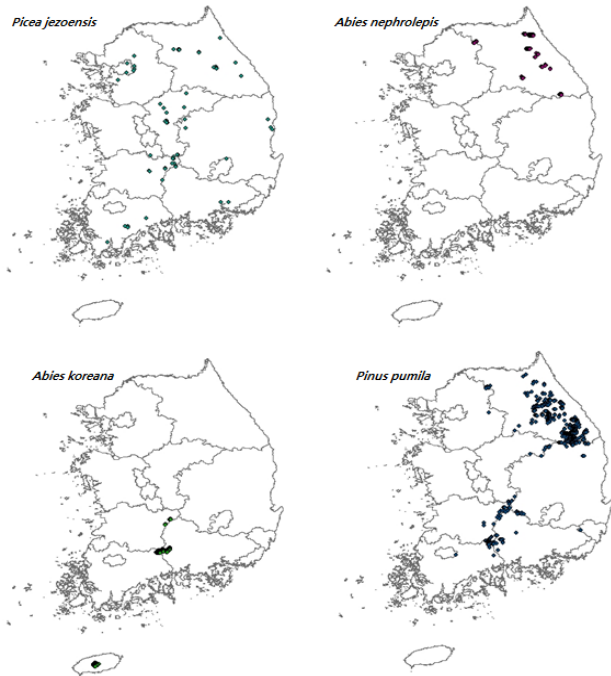 Picea jezoensis
Abies nephrolepis
Abies koreana
Pinus pumila